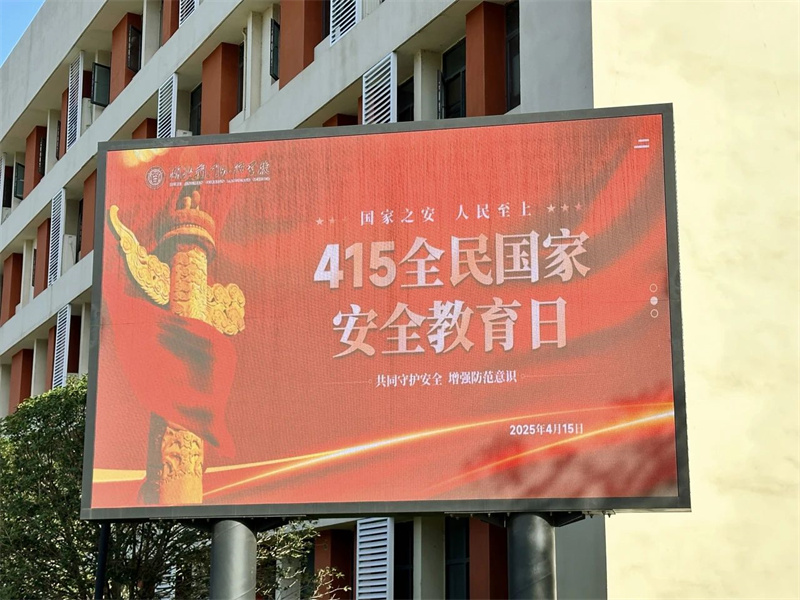 国家之安 人民至上
415全民国家
安全教育日
共同守护安全 增强防范意识
2025年4月15日